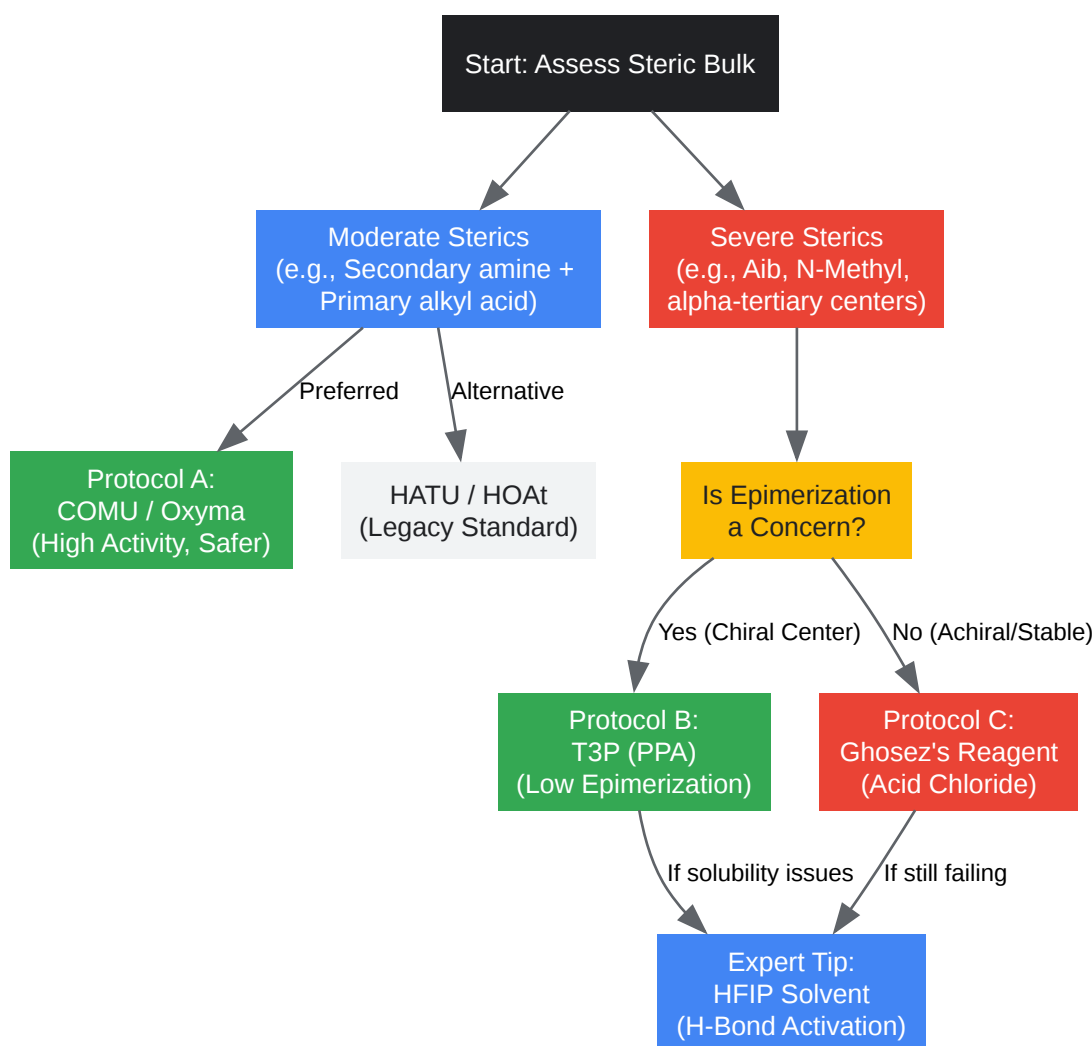 Start: Assess Steric Bulk
Moderate Sterics
(e.g., Secondary amine +
Primary alkyl acid)
Severe Sterics
(e.g., Aib, N-Methyl,
alpha-tertiary centers)
Preferred
Alternative
Protocol A:
COMU / Oxyma
(High Activity, Safer)
HATU / HOAt
(Legacy Standard)
Is Epimerization
a Concern?
Yes (Chiral Center)
No (Achiral/Stable)
Protocol B:
T3P (PPA)
(Low Epimerization)
Protocol C:
Ghosez's Reagent
(Acid Chloride)
If solubility issues
If still failing
Expert Tip:
HFIP Solvent
(H-Bond Activation)